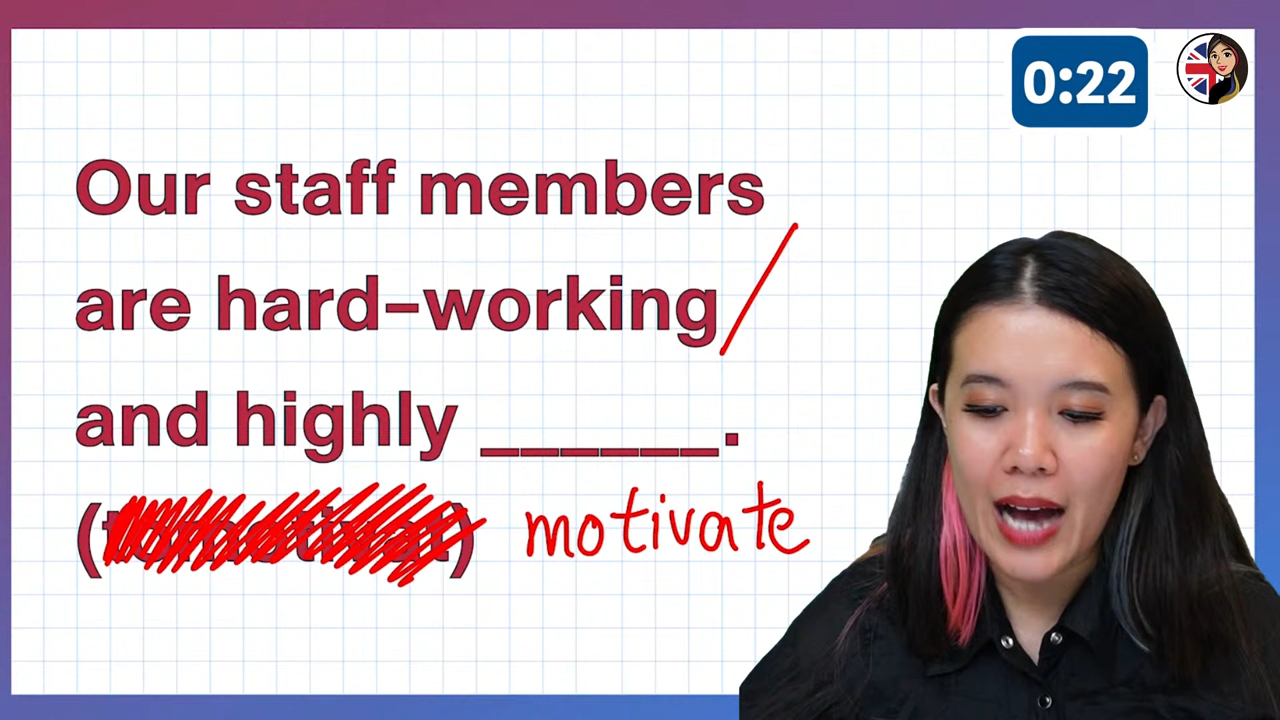 0:22
Our staff members
are hard-working/
and highly ______.
( ) motivate